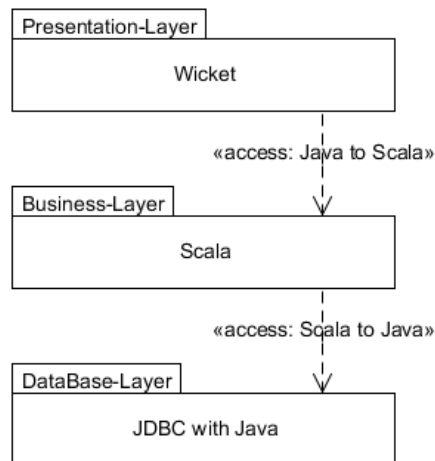 Presentation-Layer
Wicket
«access: Java to Scala»
Business-Layer
Scala
«access: Scala to Java»
DataBase-Layer
JDBC with Java